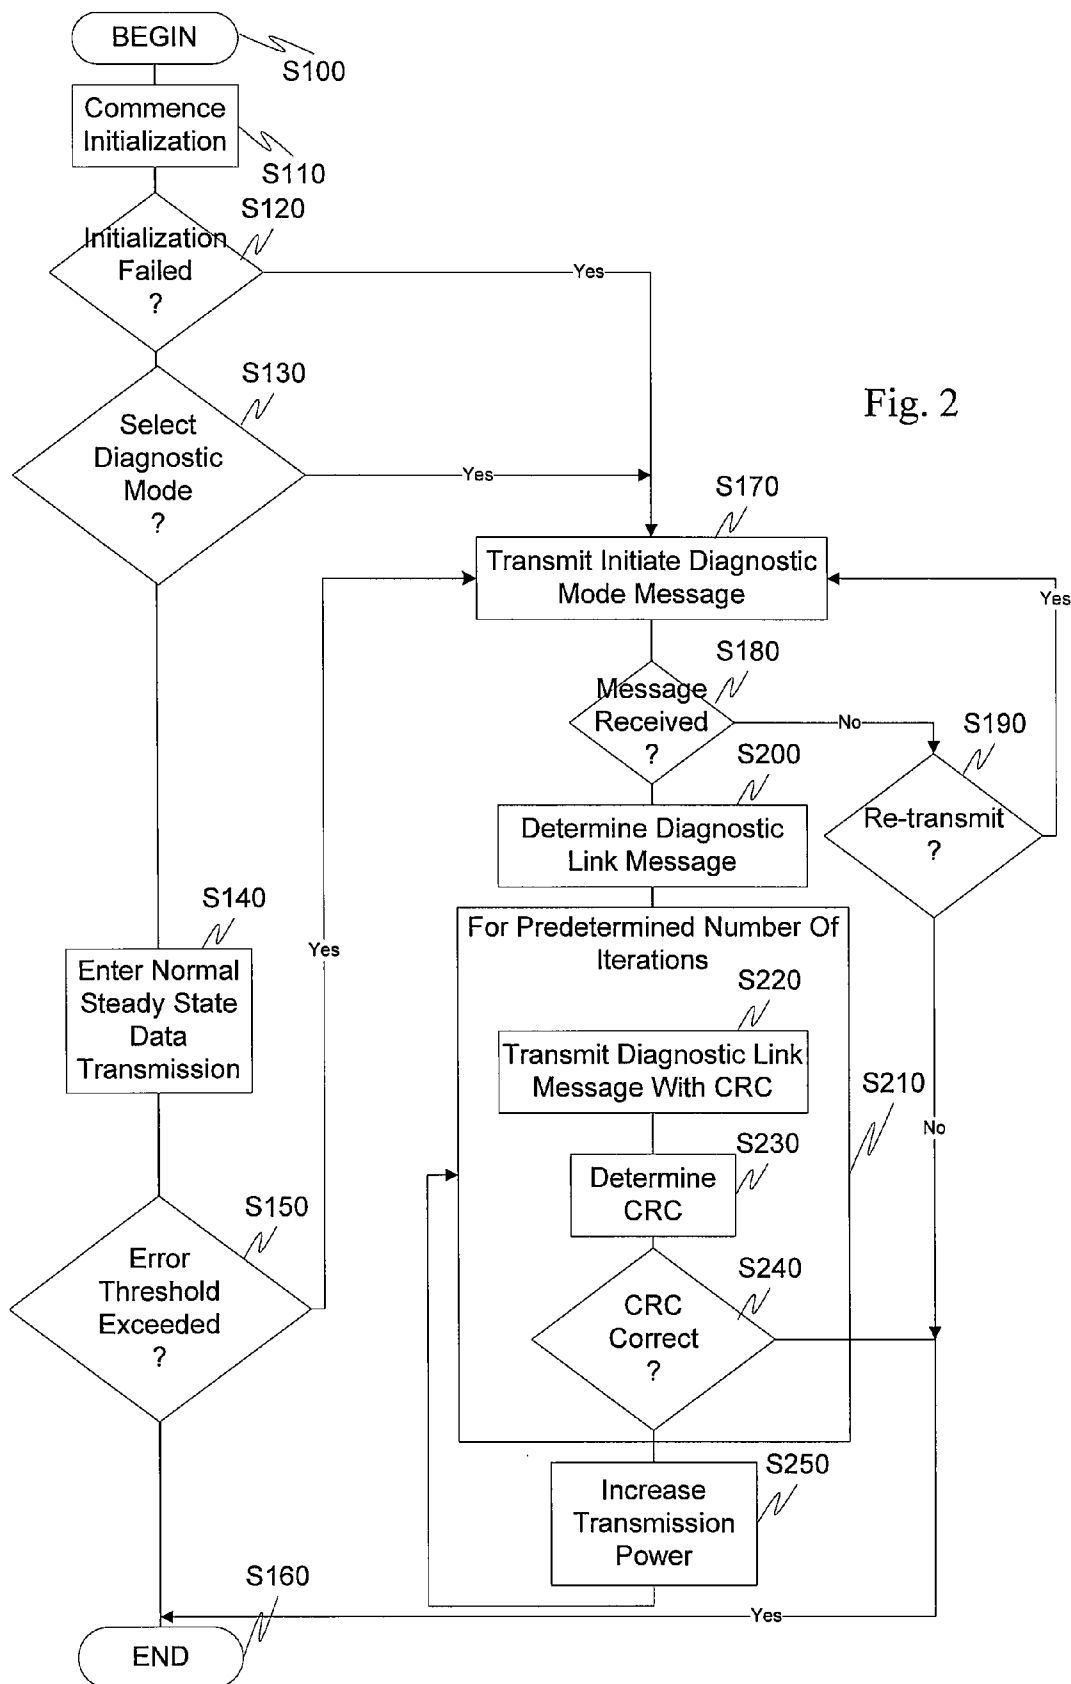 BEGIN
S100
Commence
Initialization
S110
S120
Initialization
Failed
?
Yes
S130
Select
Diagnostic
Mode
?
Yes
Fig. 2
S170
Transmit Initiate Diagnostic
Mode Message
Yes
S180
Message
Received
?
No
S190
Re-transmit
?
S200
Determine Diagnostic
Link Message
S140
Enter Normal
Steady State
Data
Transmission
Yes
For Predetermined Number Of
Iterations
S220
Transmit Diagnostic Link
Message With CRC
S210
No
S230
Determine
CRC
S150
Error
Threshold
Exceeded
?
S240
CRC
Correct
?
S250
Increase
Transmission
Power
S160
Yes
END